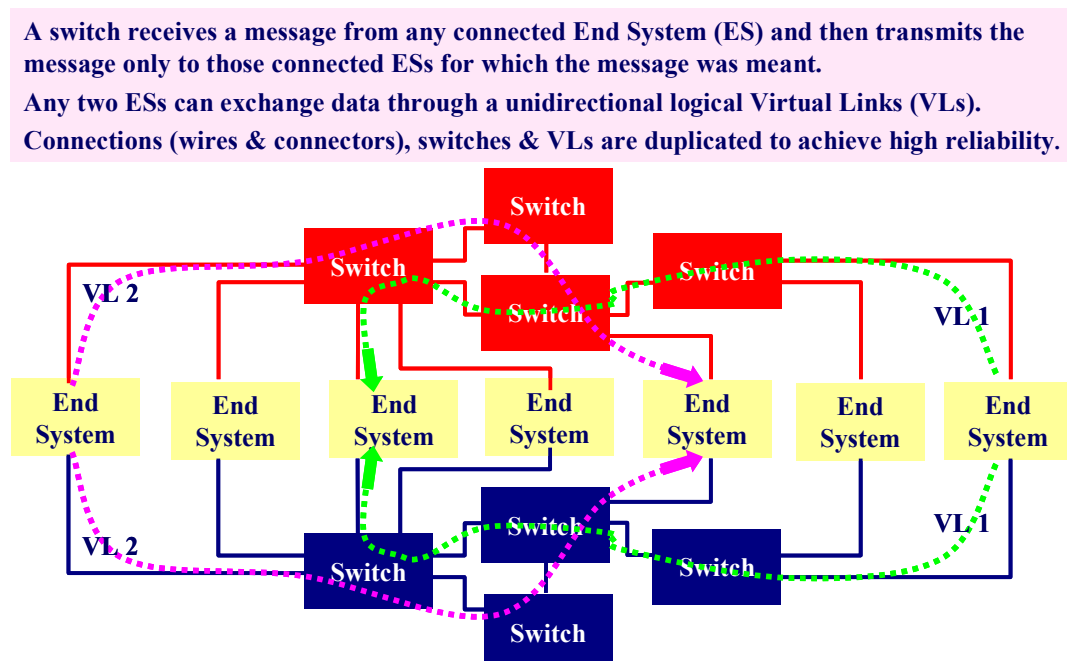 A switch receives a message from any connected End System (ES) and then transmits the
message only to those connected ESs for which the message was meant.
Any two ESs can exchange data through a unidirectional logical Virtual Links (VLs).
Connections (wires & connectors), switches & VLs are duplicated to achieve high reliability.
Switch
Switch
Switch
Switch
VL 2
VL 1
End
System
End
System
End
System
End
System
End
System
End
System
End
System
Switch
VL 2
VL 1
Switch
Switch
Switch